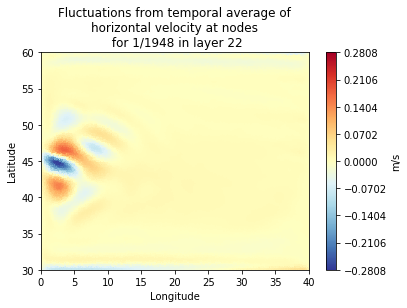 Fluctuations from temporal average of
horizontal velocity at nodes
for 1/1948 in layer 22
60
55
50
45
40
35
30
Latitude
0 5 10 15 20 25 30 35 40
Longitude
0.2808
0.2106
0.1404
0.0702
0.0000
−0.0702
−0.1404
−0.2106
−0.2808
m/s